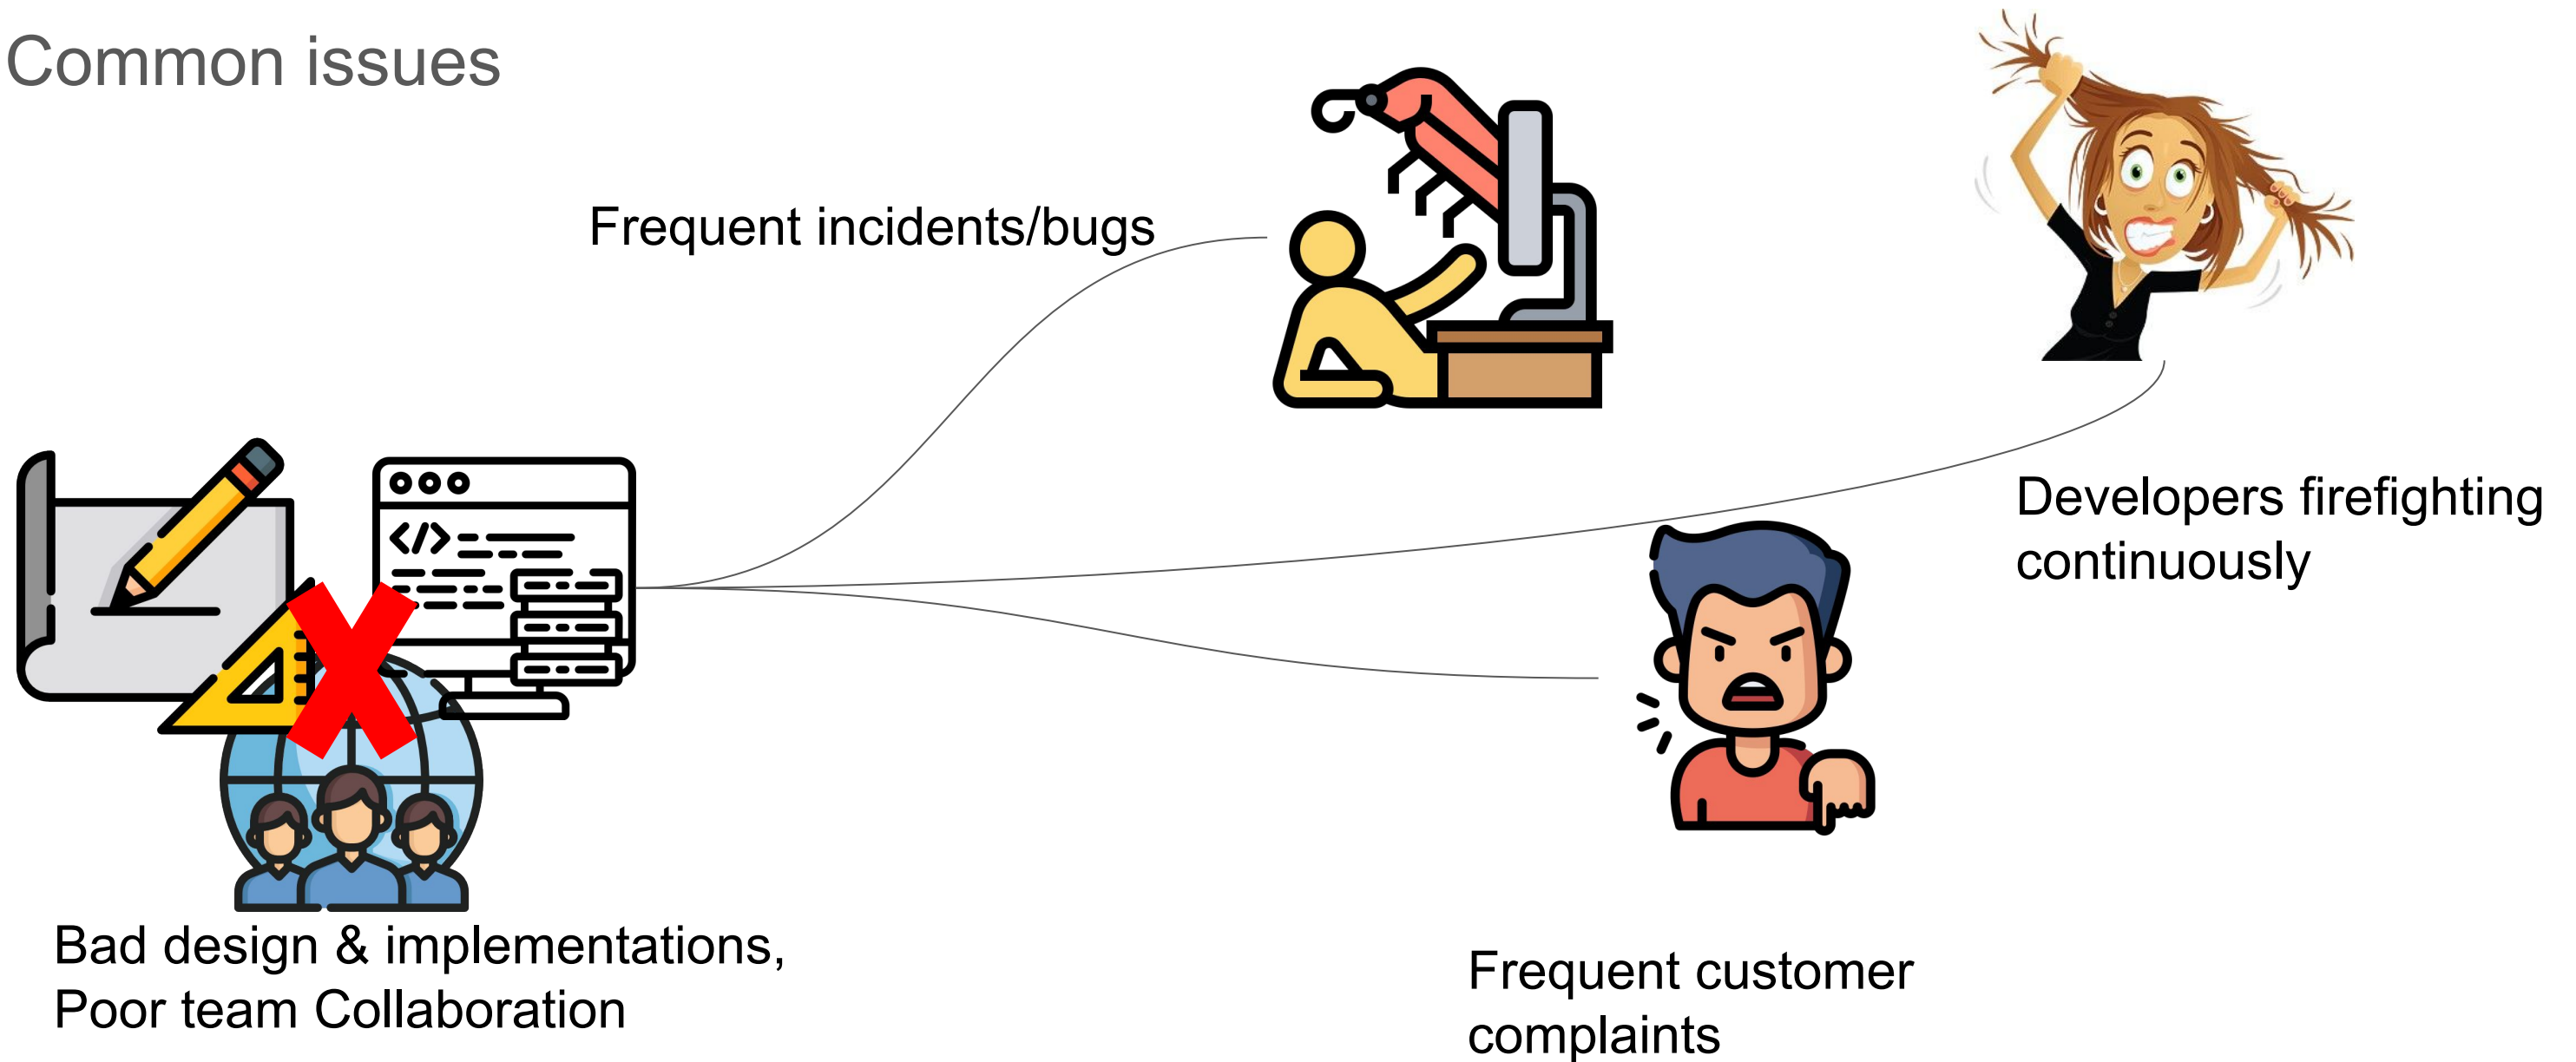 Common issues
Frequent incidents/bugs
Developers firefighting
continuously
</>
Bad design & implementations,
Poor team Collaboration
Frequent customer
complaints